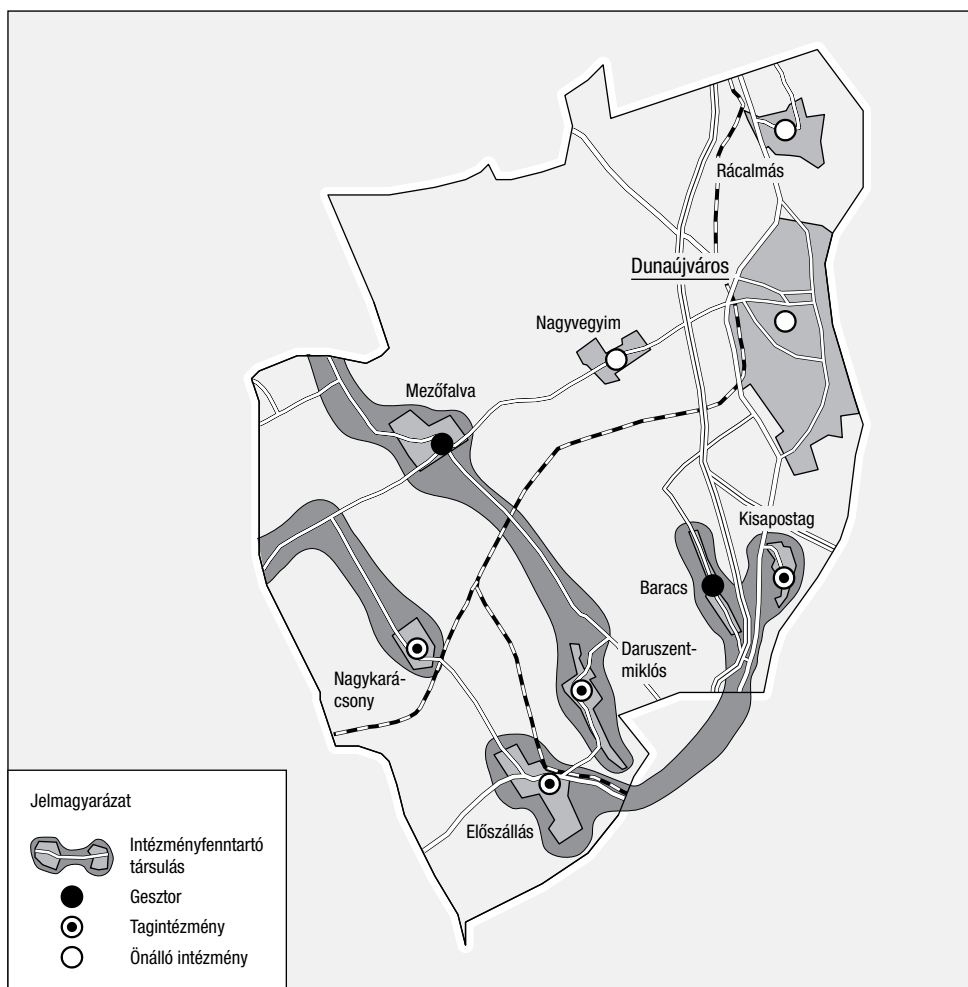 Rácalmás
Dunaújváros
Nagyvegyim
Mezőfalva
Kisapostag
Baracs
Daruszent-
miklós
Nagykará-
csony
Előszállás
Jelmagyarázat
Intézményfenntartó
társulás
Gesztor
Tagintézmény
Önálló intézmény